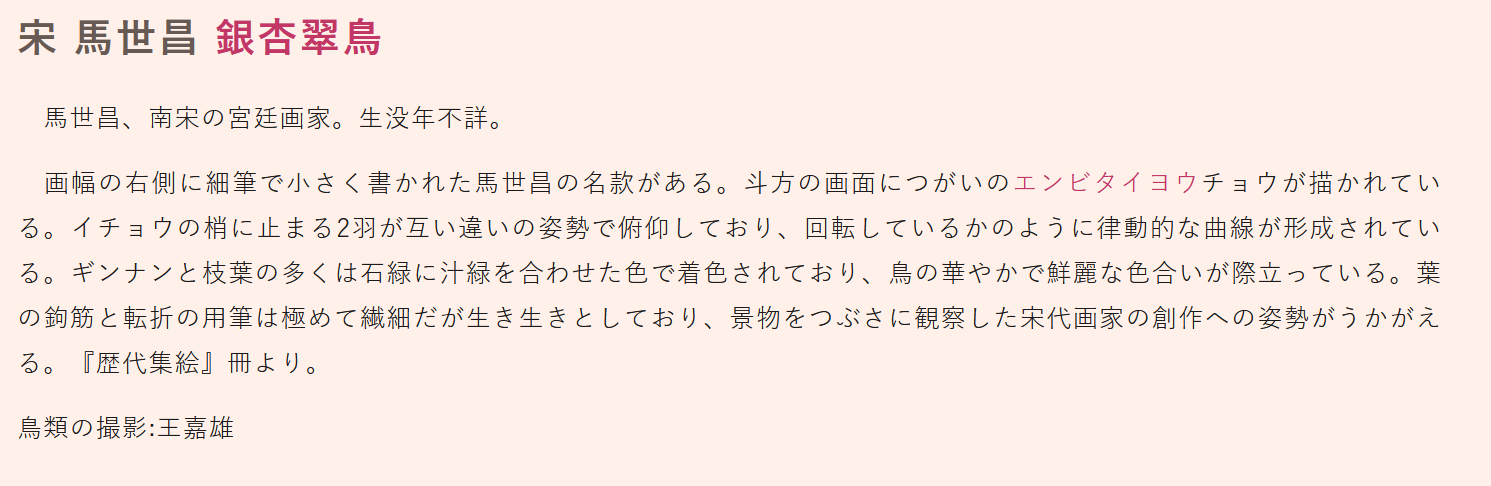 宋 馬世昌 銀杏翠鳥
馬世昌、南宋の宮廷画家。生没年不詳。
画幅の右側に細筆で小さく書かれた馬世昌の名款がある。斗方の画面につがいのエンビタイヨウチョウが描かれてい
る。イチョウの梢に止まる2羽が互い違いの姿勢で俯仰しており、回転しているかのように律動的な曲線が形成されてい
る。ギンナンと枝葉の多くは石緑に汁緑を合わせた色で着色されており、鳥の華やかで鮮麗な色合いが際立っている。葉
の鉤筋と転折の用筆は極めて繊細だが生き生きとしており、景物をつぶさに観察した宋代画家の創作への姿勢がうかがえ
る。『歴代集絵』冊より。
鳥類の撮影:王嘉雄